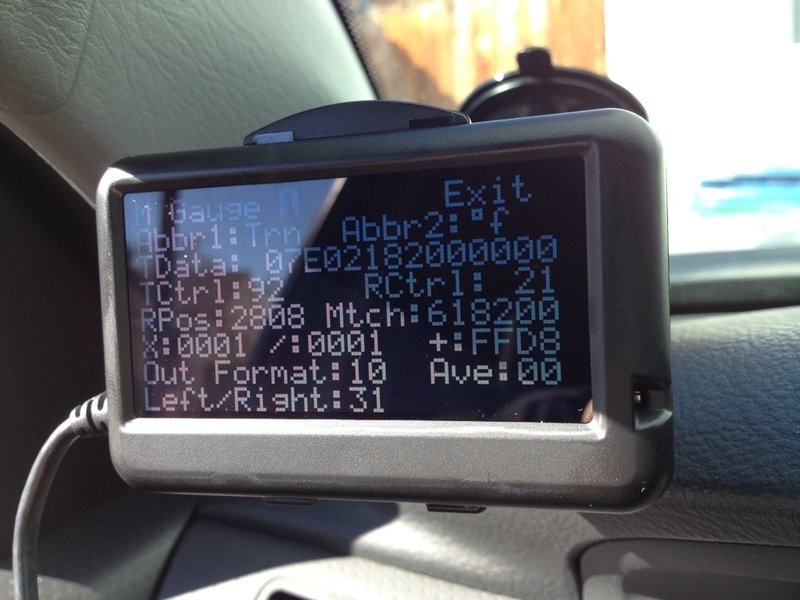 M Gauge 1 Exit
Abbr1:Trn Abbr2:°f
TData: 07E02182000000
TCtrl:92 RCtrl: 21
RPos:2808 Mtch:618200
X:0001 /:0001 +:FFD8
Out Format:10 Ave:00
Left/Right:31